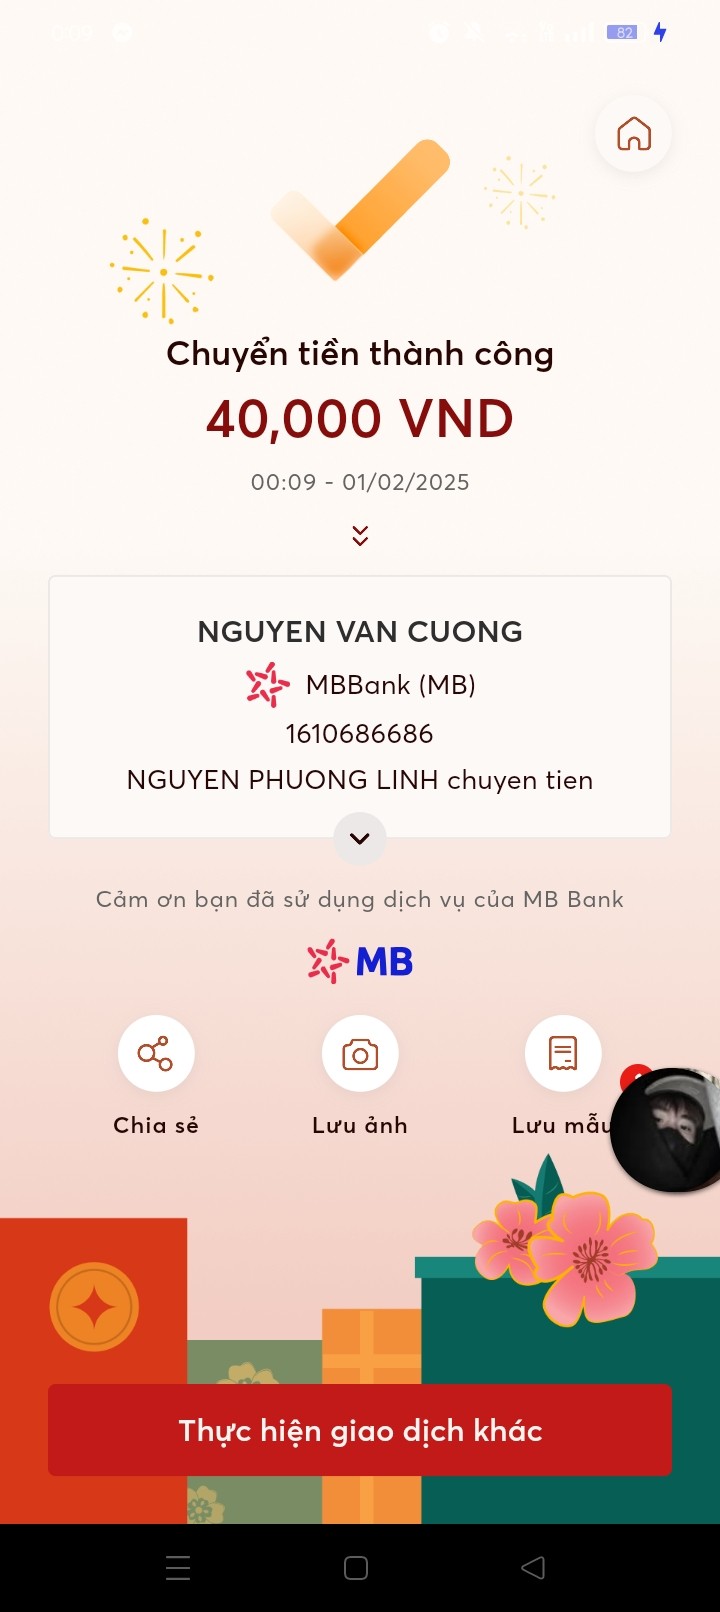 82
Chuyển tiền thành công
40,000 VND
00:09 - 01/02/2025
NGUYEN VAN CUONG
MBBank (MB)
1610686686
NGUYEN PHUONG LINH chuyen tien
Cảm ơn bạn đã sử dụng dịch vụ của MB Bank
MB
Chia sẻ
Lưu ảnh
Lưu mẫu
Thực hiện giao dịch khác